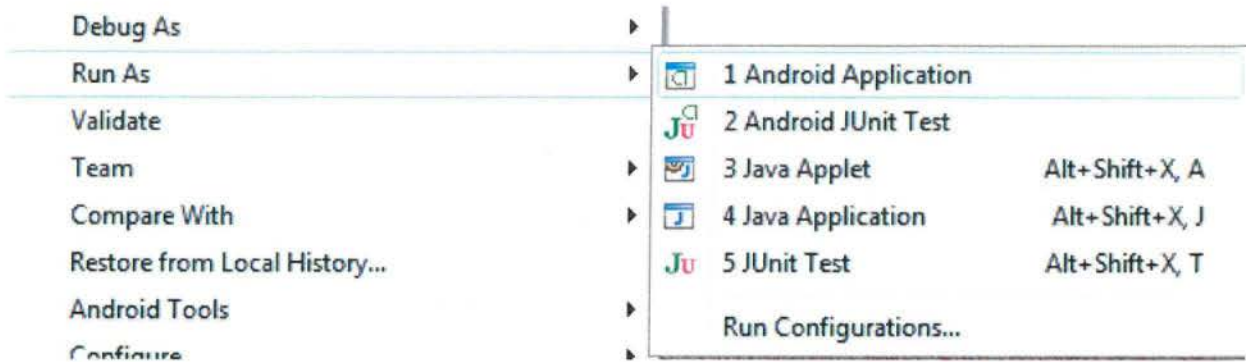 Debug As
Run As
Validate
Team
Compare With
Restore from Local History...
Android Tools
Configure
1 Android Application
2 Android JUnit Test
3 Java Applet Alt+Shift+X, A
4 Java Application Alt+Shift+X, J
5 JUnit Test Alt+Shift+X, T
Run Configurations...